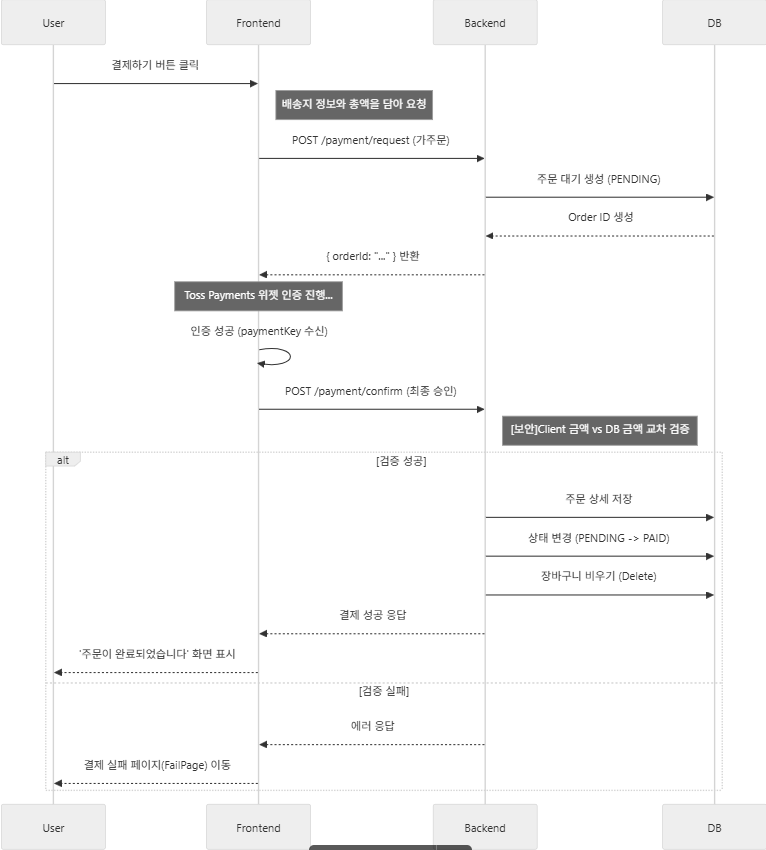 User Frontend Backend DB
결제하기 버튼 클릭
배송지 정보와 총액을 담아 요청
POST /payment/request (가주문)
주문 대기 생성 (PENDING)
Order ID 생성
{ orderId: "..." } 반환
Toss Payments 위젯 인증 진행...
인증 성공 (paymentKey 수신)
POST /payment/confirm (최종 승인)
[보안]Client 금액 vs DB 금액 교차 검증
alt [검증 성공]
주문 상세 저장
상태 변경 (PENDING -> PAID)
장바구니 비우기 (Delete)
결제 성공 응답
'주문이 완료되었습니다' 화면 표시
[검증 실패]
에러 응답
결제 실패 페이지(FailPage) 이동
User Frontend Backend DB